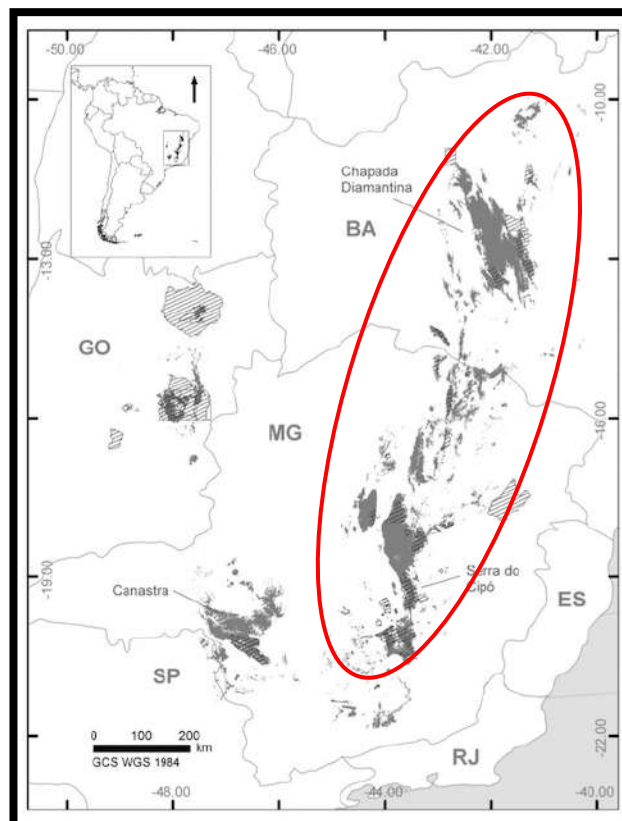 -50.00
-46.00
-42.00
-10.00
Chapada
Diamantina
BA
-13.00
GO
MG
-16.00
-19.00
Canastra
Serra do
Cipó
ES
SP
0 100 200
km
GCS WGS 1984
RJ
-22.00
-48.00
-44.00
-40.00